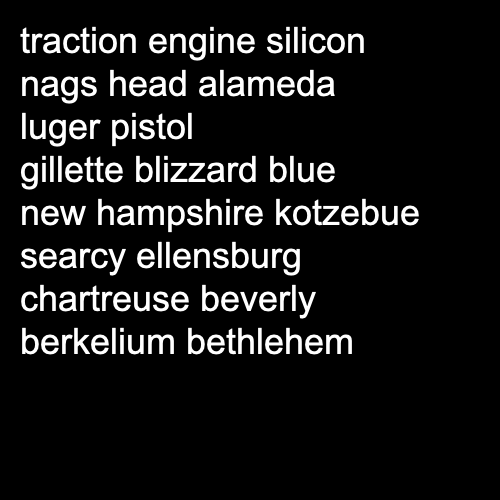 traction engine silicon
nags head alameda
luger pistol
gillette blizzard blue
new hampshire kotzebue
searcy ellensburg
chartreuse beverly
berkelium bethlehem